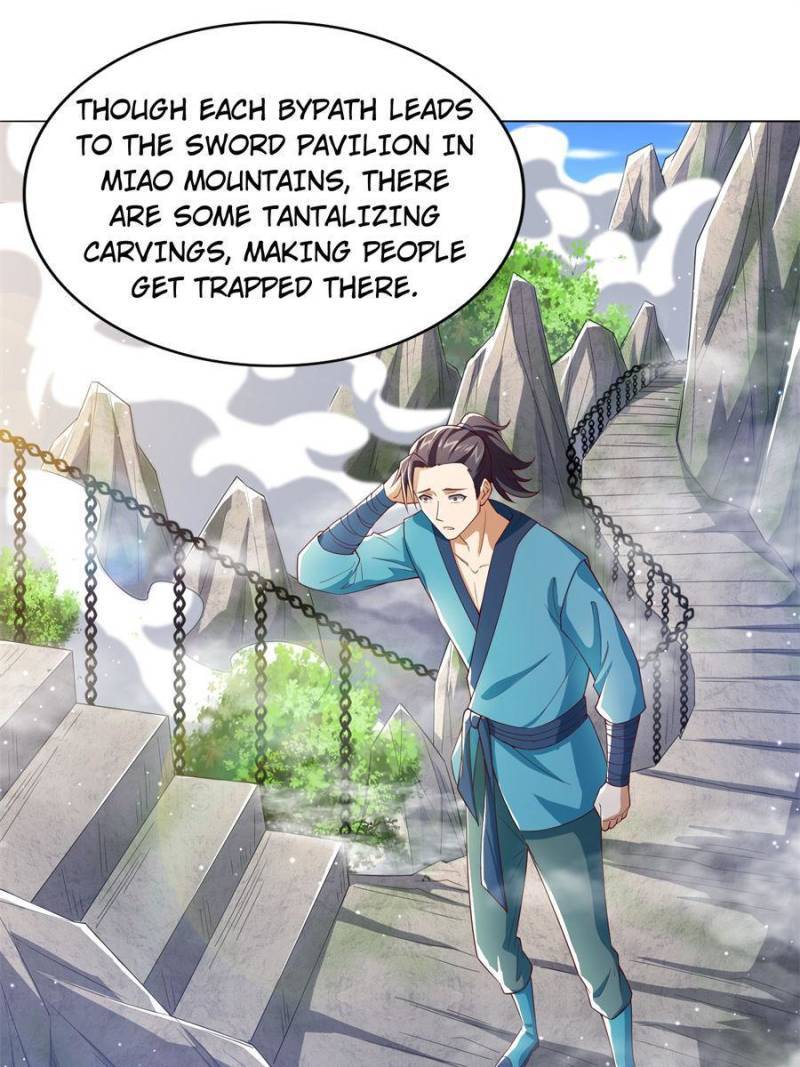 THOUGH EACH BYPATH LEADS
TO THE SWORD PAVILION IN
MIAO MOUNTAINS, THERE
ARE SOME TANTALIZING
CARVINGS, MAKING PEOPLE
GET TRAPPED THERE.